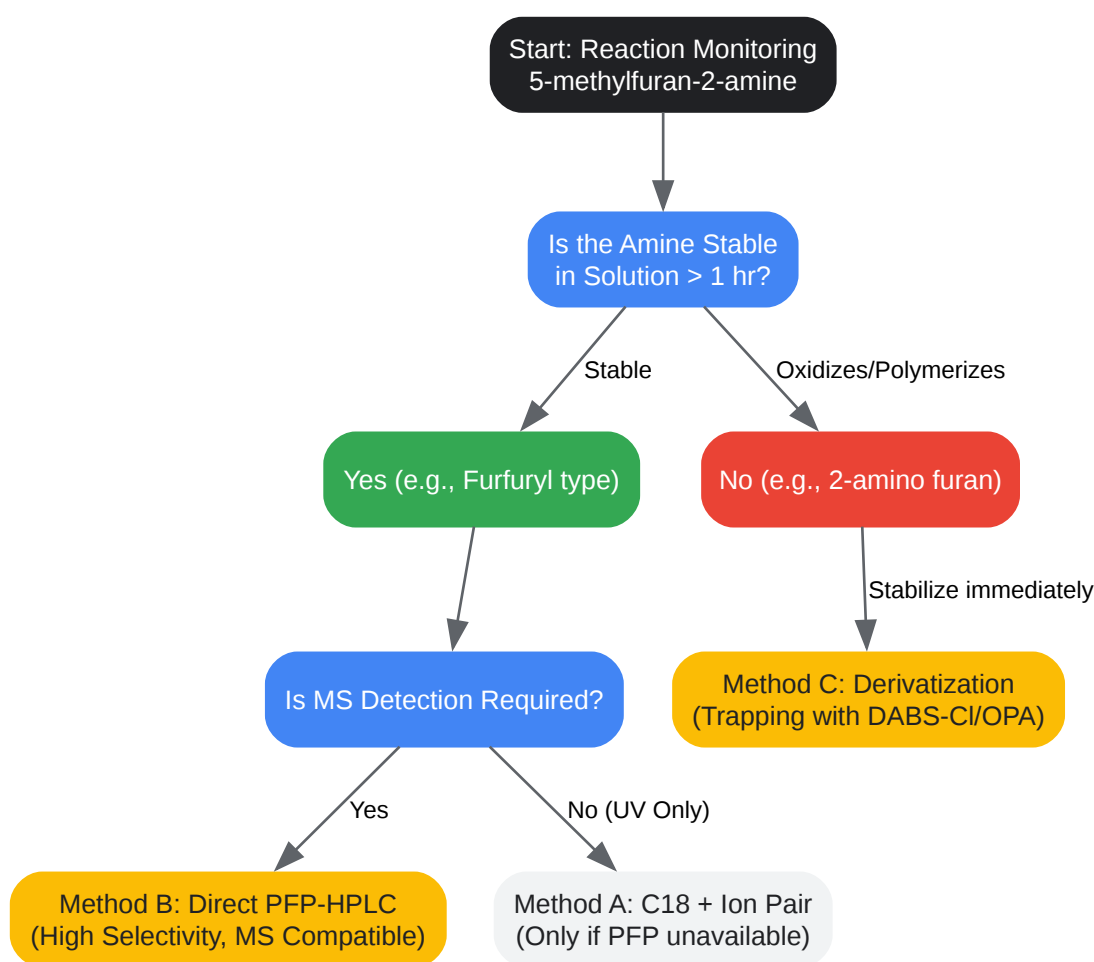 Start: Reaction Monitoring
5-methylfuran-2-amine
Is the Amine Stable
in Solution > 1 hr?
Stable
Oxidizes/Polymerizes
Yes (e.g., Furfuryl type)
No (e.g., 2-amino furan)
Stabilize immediately
Is MS Detection Required?
Method C: Derivatization
(Trapping with DABS-Cl/OPA)
Yes
No (UV Only)
Method B: Direct PFP-HPLC
(High Selectivity, MS Compatible)
Method A: C18 + Ion Pair
(Only if PFP unavailable)